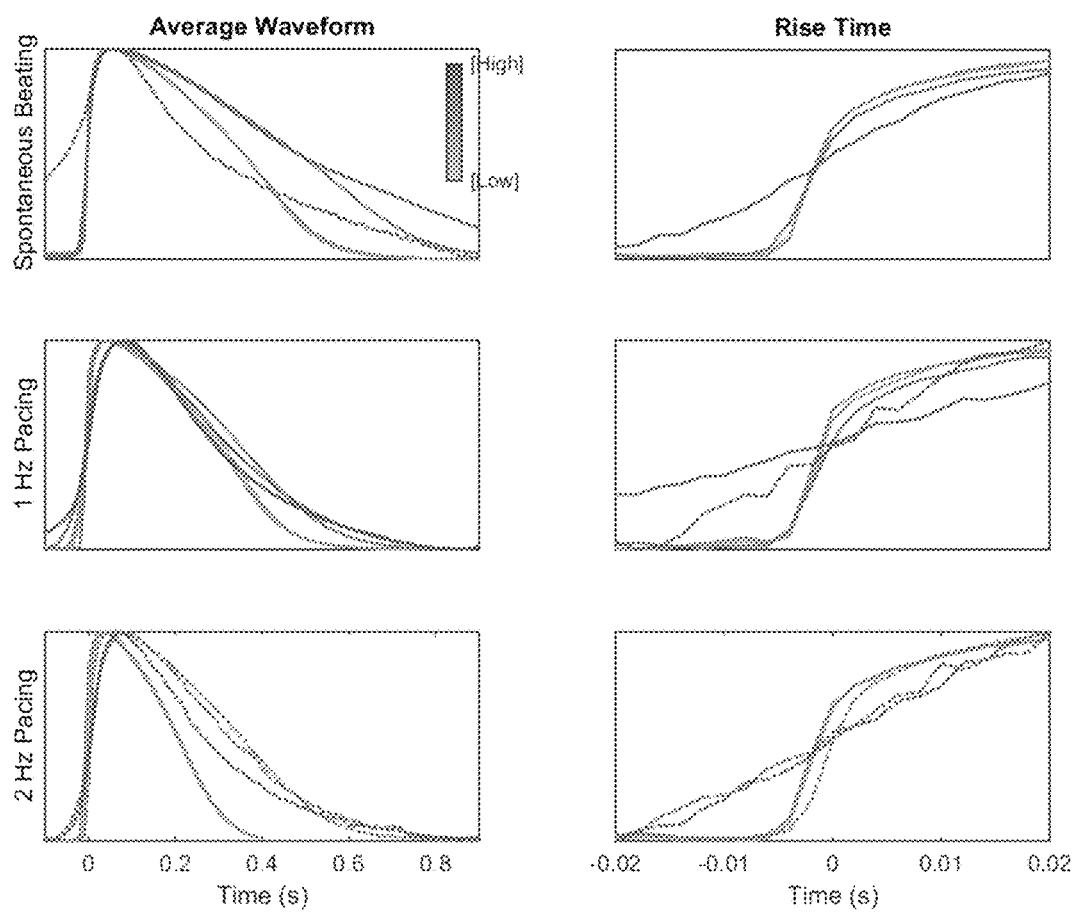 Average Waveform
Rise Time
Spontaneous Beating
[High]
[Low]
1 Hz Pacing
2 Hz Pacing
0 0.2 0.4 0.6 0.8
Time (s)
-0.02 -0.01 0 0.01 0.02
Time (s)